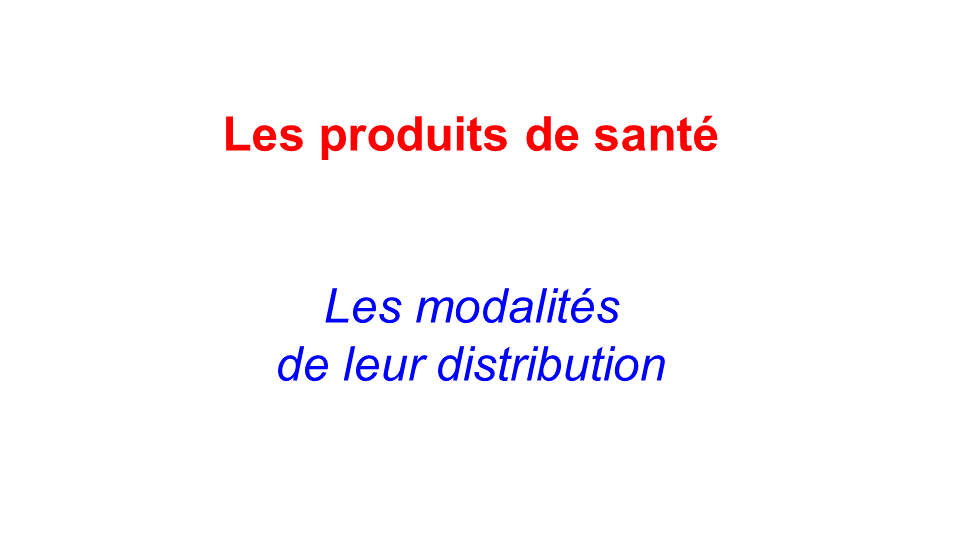 Les produits de santé
Les modalités
de leur distribution